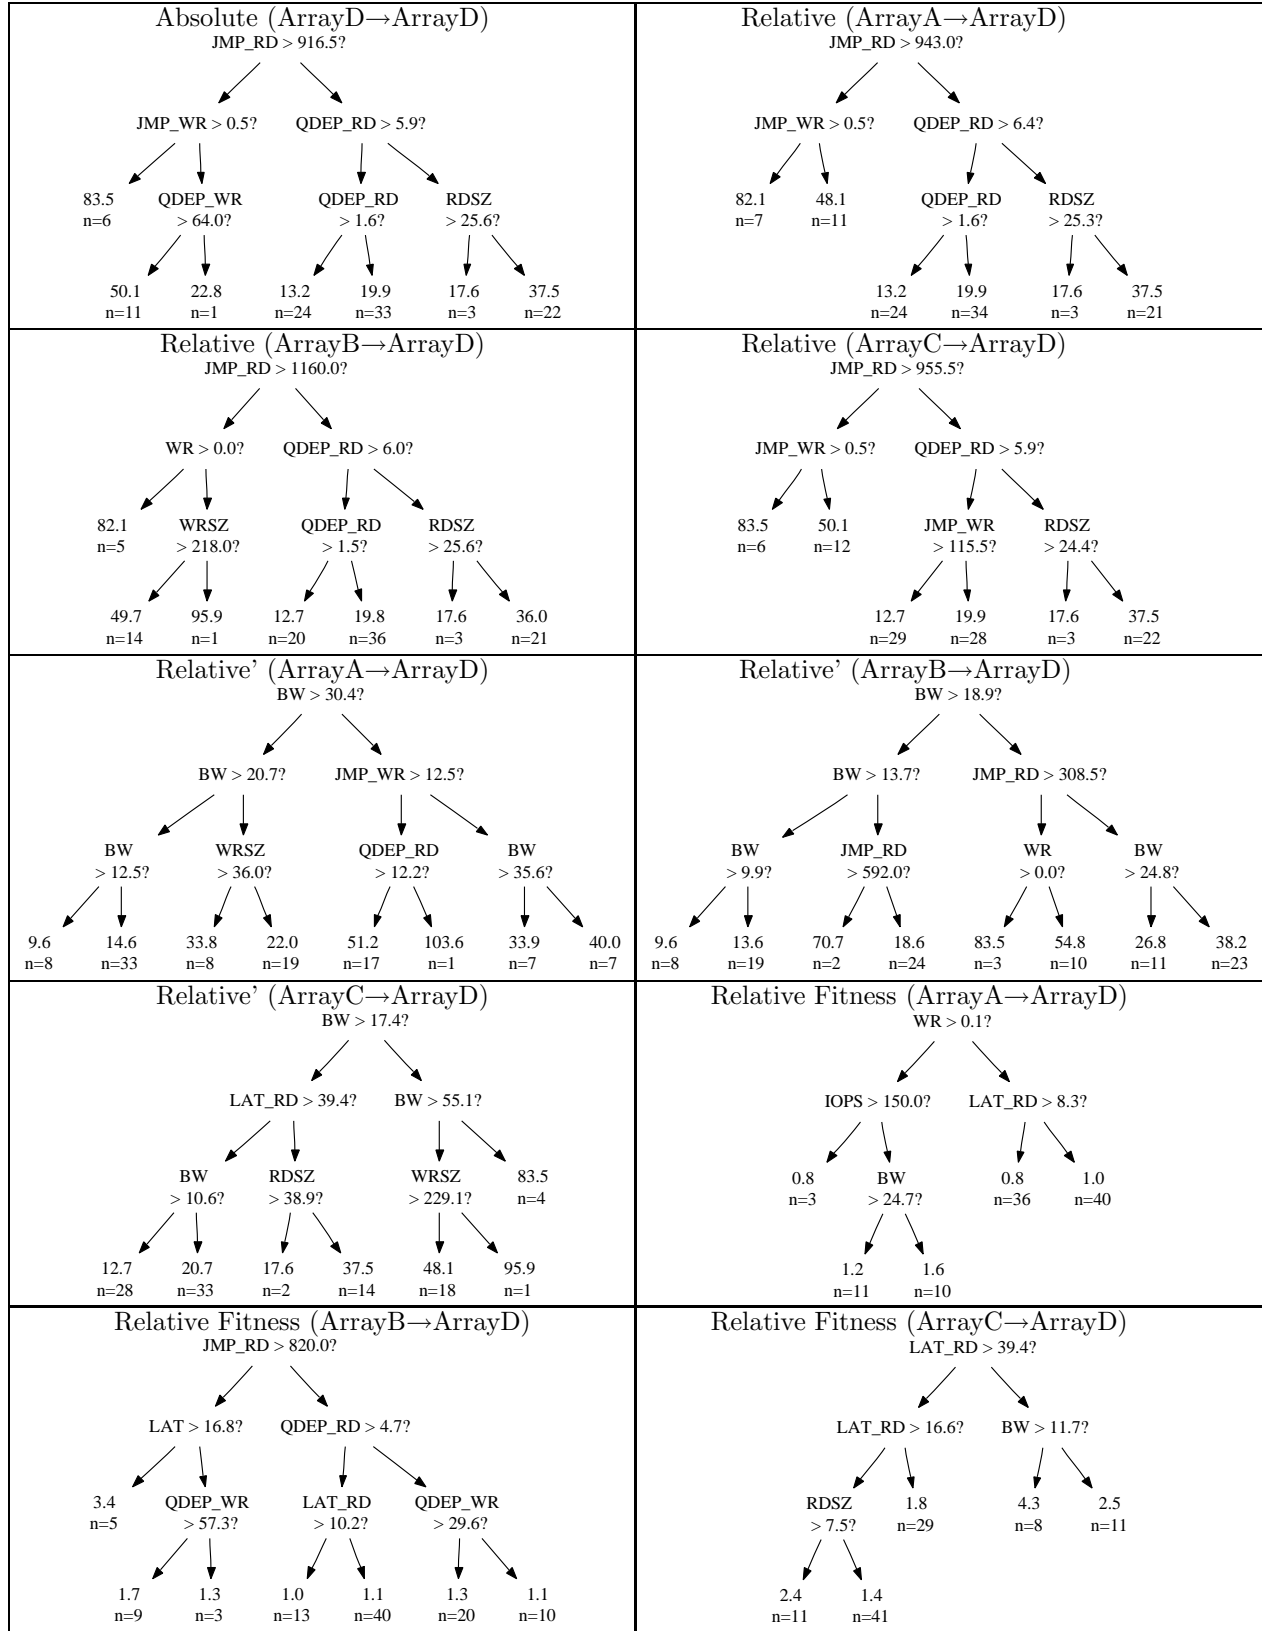 Absolute (ArrayD→ArrayD)
JMP_RD > 916.5?
JMP_WR > 0.5? QDEP_RD > 5.9?
83.5 QDEP_WR QDEP_RD RDSZ
n=6 > 64.0? > 1.6? > 25.6?
50.1 22.8 13.2 19.9 17.6 37.5
n=11 n=1 n=24 n=33 n=3 n=22
Relative (ArrayA→ArrayD)
JMP_RD > 943.0?
JMP_WR > 0.5? QDEP_RD > 6.4?
82.1 48.1 QDEP_RD RDSZ
n=7 n=11 > 1.6? > 25.3?
13.2 19.9 17.6 37.5
n=24 n=34 n=3 n=21
Relative (ArrayB→ArrayD)
JMP_RD > 1160.0?
WR > 0.0? QDEP_RD > 6.0?
82.1 WRSZ QDEP_RD RDSZ
n=5 > 218.0? > 1.5? > 25.6?
49.7 95.9 12.7 19.8 17.6 36.0
n=14 n=1 n=20 n=36 n=3 n=21
Relative (ArrayC→ArrayD)
JMP_RD > 955.5?
JMP_WR > 0.5? QDEP_RD > 5.9?
83.5 50.1 JMP_WR RDSZ
n=6 n=12 > 115.5? > 24.4?
12.7 19.9 17.6 37.5
n=29 n=28 n=3 n=22
Relative' (ArrayA→ArrayD)
BW > 30.4?
BW > 20.7? JMP_WR > 12.5?
BW WRSZ QDEP_RD BW
> 12.5? > 36.0? > 12.2? > 35.6?
9.6 14.6 33.8 22.0 51.2 103.6 33.9 40.0
n=8 n=33 n=8 n=19 n=17 n=1 n=7 n=7
Relative' (ArrayB→ArrayD)
BW > 18.9?
BW > 13.7? JMP_RD > 308.5?
BW JMP_RD WR BW
> 9.9? > 592.0? > 0.0? > 24.8?
9.6 13.6 70.7 18.6 83.5 54.8 26.8 38.2
n=8 n=19 n=2 n=24 n=3 n=10 n=11 n=23
Relative' (ArrayC→ArrayD)
BW > 17.4?
LAT_RD > 39.4? BW > 55.1?
BW RDSZ WRSZ 83.5
> 10.6? > 38.9? > 229.1? n=4
12.7 20.7 17.6 37.5 48.1 95.9
n=28 n=33 n=2 n=14 n=18 n=1
Relative Fitness (ArrayA→ArrayD)
WR > 0.1?
IOPS > 150.0? LAT_RD > 8.3?
0.8 BW 0.8 1.0
n=3 > 24.7? n=36 n=40
1.2 1.6
n=11 n=10
Relative Fitness (ArrayB→ArrayD)
JMP_RD > 820.0?
LAT > 16.8? QDEP_RD > 4.7?
3.4 QDEP_WR LAT_RD QDEP_WR
n=5 > 57.3? > 10.2? > 29.6?
1.7 1.3 1.0 1.1 1.3 1.1
n=9 n=3 n=13 n=40 n=20 n=10
Relative Fitness (ArrayC→ArrayD)
LAT_RD > 39.4?
LAT_RD > 16.6? BW > 11.7?
RDSZ 1.8 4.3 2.5
> 7.5? n=29 n=8 n=11
2.4 1.4
n=11 n=41